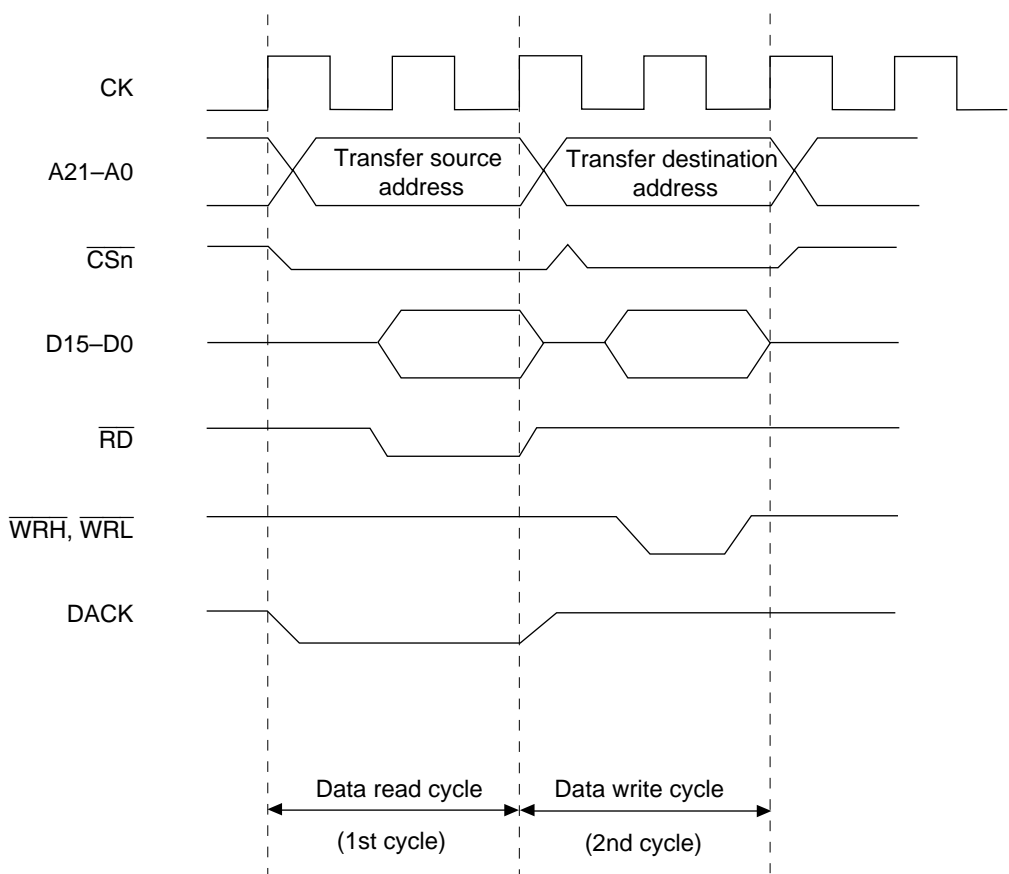 CK
A21–A0
Transfer source
address
Transfer destination
address
CSn
D15–D0
RD
WRH, WRL
DACK
Data read cycle
(1st cycle)
Data write cycle
(2nd cycle)